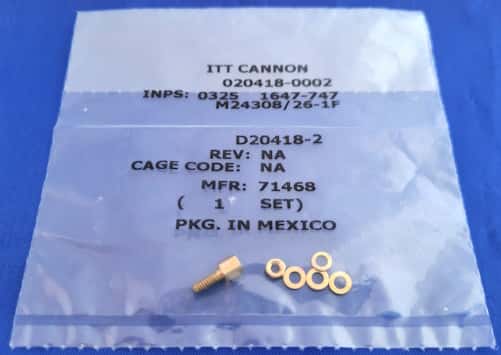 ITT CANNON
020418-0002
INPS: 0325 1647-747
M24308/26-1F
D20418-2
REV: NA
CAGE CODE: NA
MFR: 71468
( 1 SET)
PKG. IN MEXICO